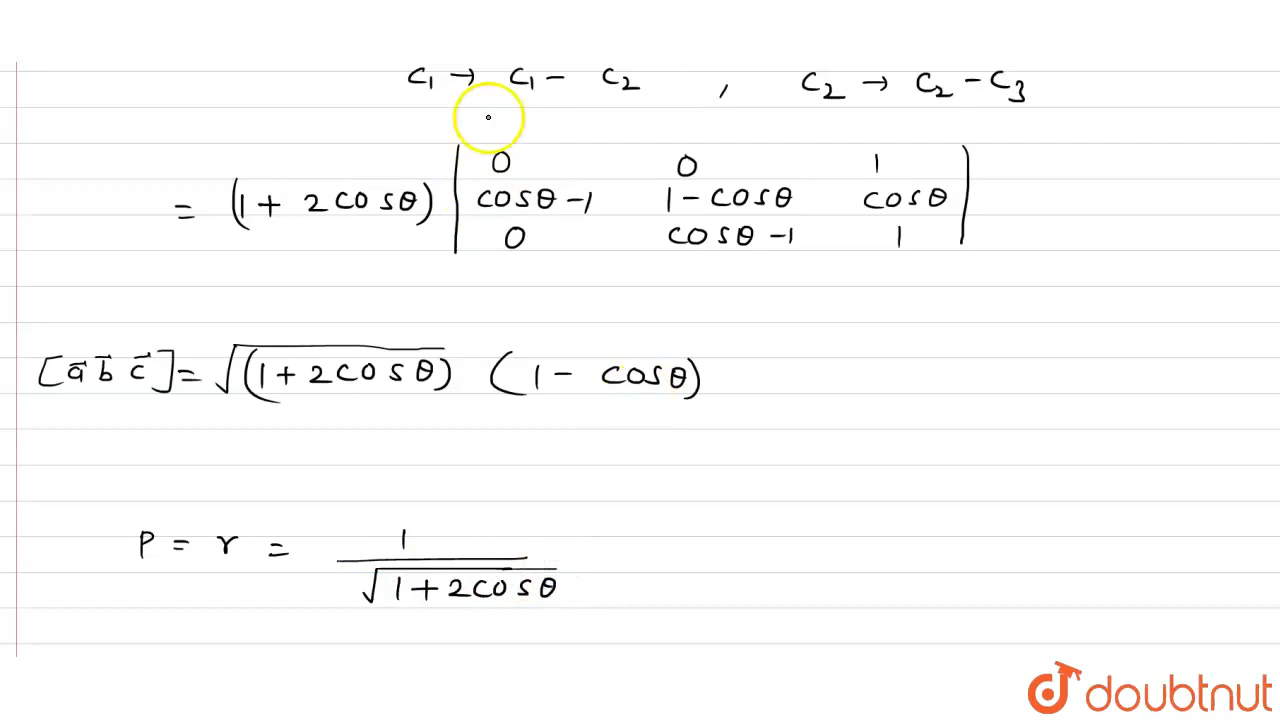 C₁ → C₁ - C₂ , C₂ → C₂ - C₃
0 0 1
= (1 + 2cosθ) | cosθ -1 1 - cosθ cosθ |
0 cosθ -1 1
[a⃗ b⃗ c⃗] = √(1 + 2cosθ) (1 - cosθ)
P = r = 1
√1 + 2cosθ
doubtnut